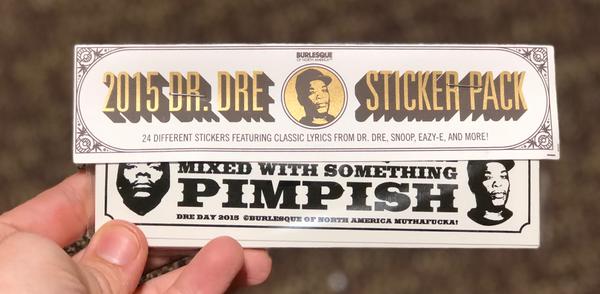 BURLESQUE
OF NORTH AMERICA
2015 DR. DRE STICKER PACK
24 DIFFERENT STICKERS FEATURING CLASSIC LYRICS FROM DR. DRE, SNOOP, EAZY-E, AND MORE!
MIXED WITH SOMETHING
PIMPISH
DRE DAY 2015 ©BURLESQUE OF NORTH AMERICA MUTHAFUCKA!